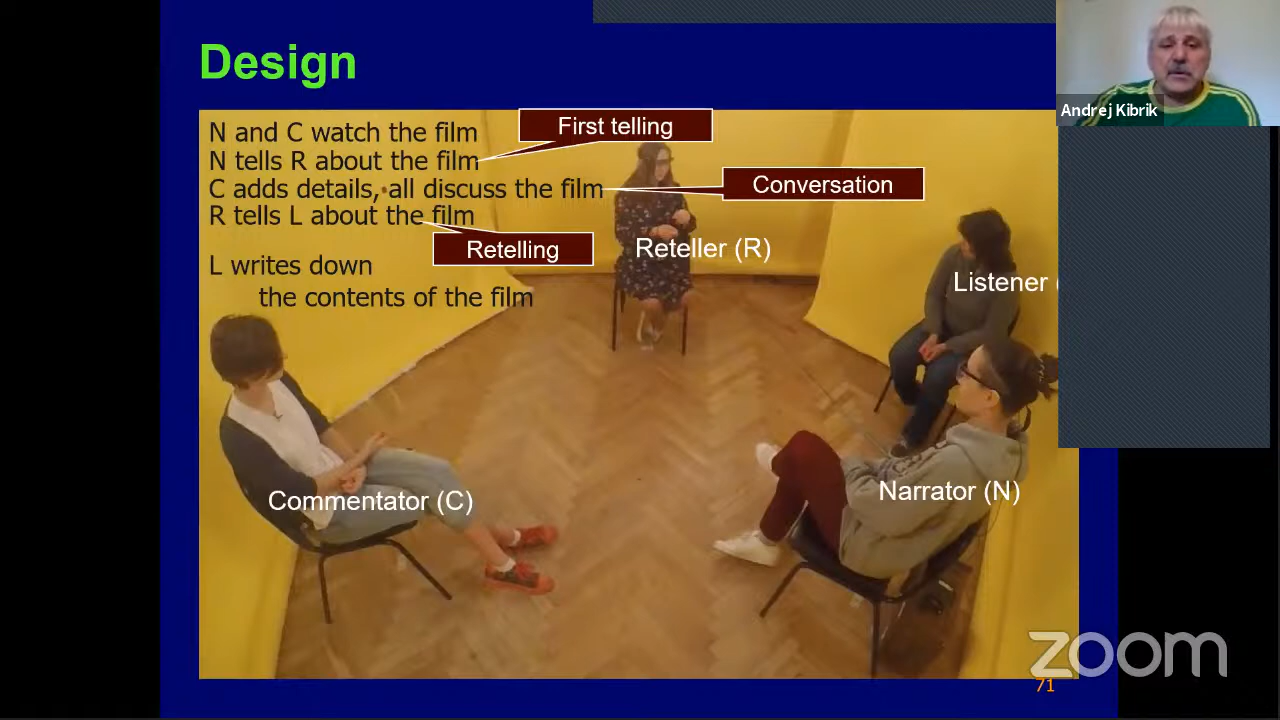 Design
N and C watch the film
First telling
N tells R about the film
C adds details, all discuss the film
Conversation
R tells L about the film
Retelling
L writes down
the contents of the film
Reteller (R)
Listener (
Commentator (C)
Narrator (N)
71
Andrej Kibrik
zoom